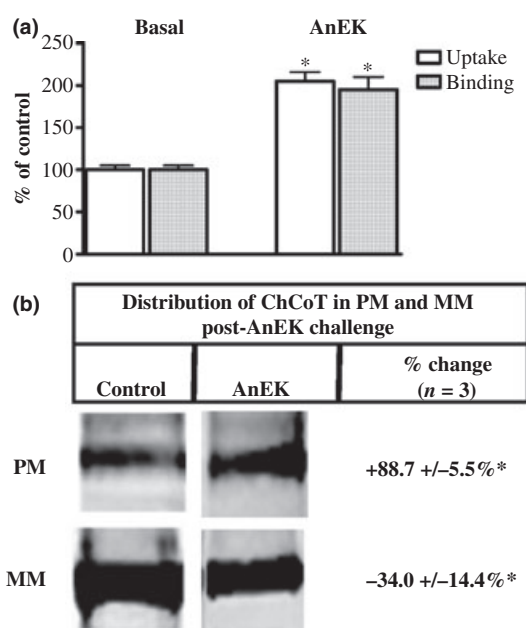 (a)
Basal AnEK
Uptake
Binding
% of control
250
200
150
100
50
0
* *
(b)
Distribution of ChCoT in PM and MM
post-AnEK challenge
% change
Control AnEK (n = 3)
PM +88.7 +/–5.5%*
MM –34.0 +/–14.4%*